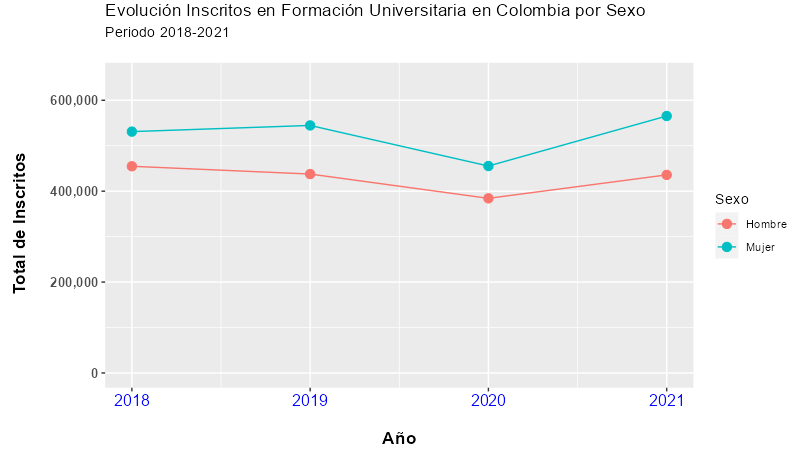 Evolución Inscritos en Formación Universitaria en Colombia por Sexo
Periodo 2018-2021
Total de Inscritos
600,000
400,000
200,000
0
2018 2019 2020 2021
Año
Sexo
Hombre
Mujer